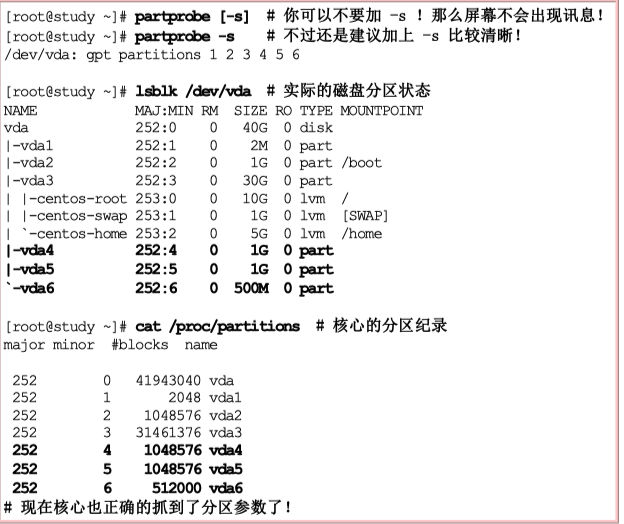 [root@study ~]# partprobe [-s]  # 你可以不要加 -s ！那么屏幕不会出现讯息！
[root@study ~]# partprobe -s    # 不过还是建议加上 -s 比较清晰！
/dev/vda: gpt partitions 1 2 3 4 5 6
[root@study ~]# lsblk /dev/vda  # 实际的磁盘分区状态
NAME            MAJ:MIN RM  SIZE RO TYPE MOUNTPOINT
vda             252:0    0   40G  0 disk
|-vda1          252:1    0    2M  0 part
|-vda2          252:2    0    1G  0 part /boot
|-vda3          252:3    0   30G  0 part
| |-centos-root 253:0    0   10G  0 lvm  /
| |-centos-swap 253:1    0    1G  0 lvm  [SWAP]
| `-centos-home 253:2    0    5G  0 lvm  /home
|-vda4          252:4    0    1G  0 part
|-vda5          252:5    0    1G  0 part
`-vda6          252:6    0  500M  0 part
[root@study ~]# cat /proc/partitions  # 核心的分区纪录
major minor  #blocks  name
252        0   41943040 vda
252        1       2048 vda1
252        2    1048576 vda2
252        3   31461376 vda3
252        4    1048576 vda4
252        5    1048576 vda5
252        6     512000 vda6
# 现在核心也正确的抓到了分区参数了！